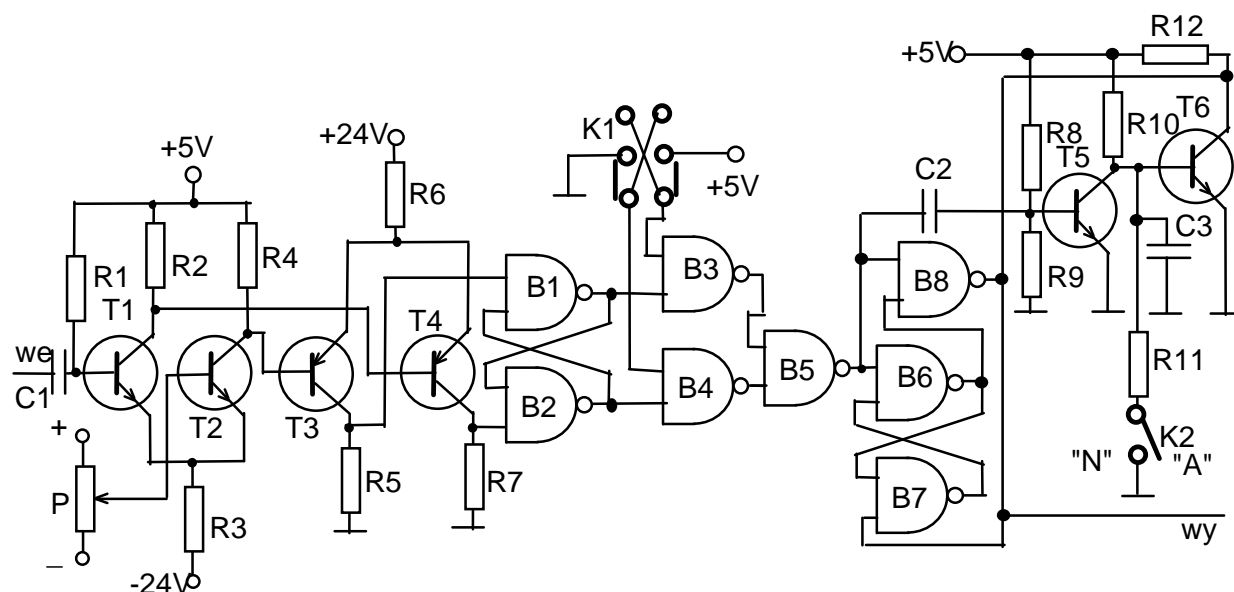 R12
+5V
T6
K1
+24V
R8
R10
+5V
T5
C2
+5V
R6
C3
R1
R2
R4
B3
B8
R9
T1
B1
T4
we
R11
B5
B6
C1
T2
T3
B2
B4
+
K2
"N"
"A"
P
R5
R7
B7
R3
wy
_
-24V